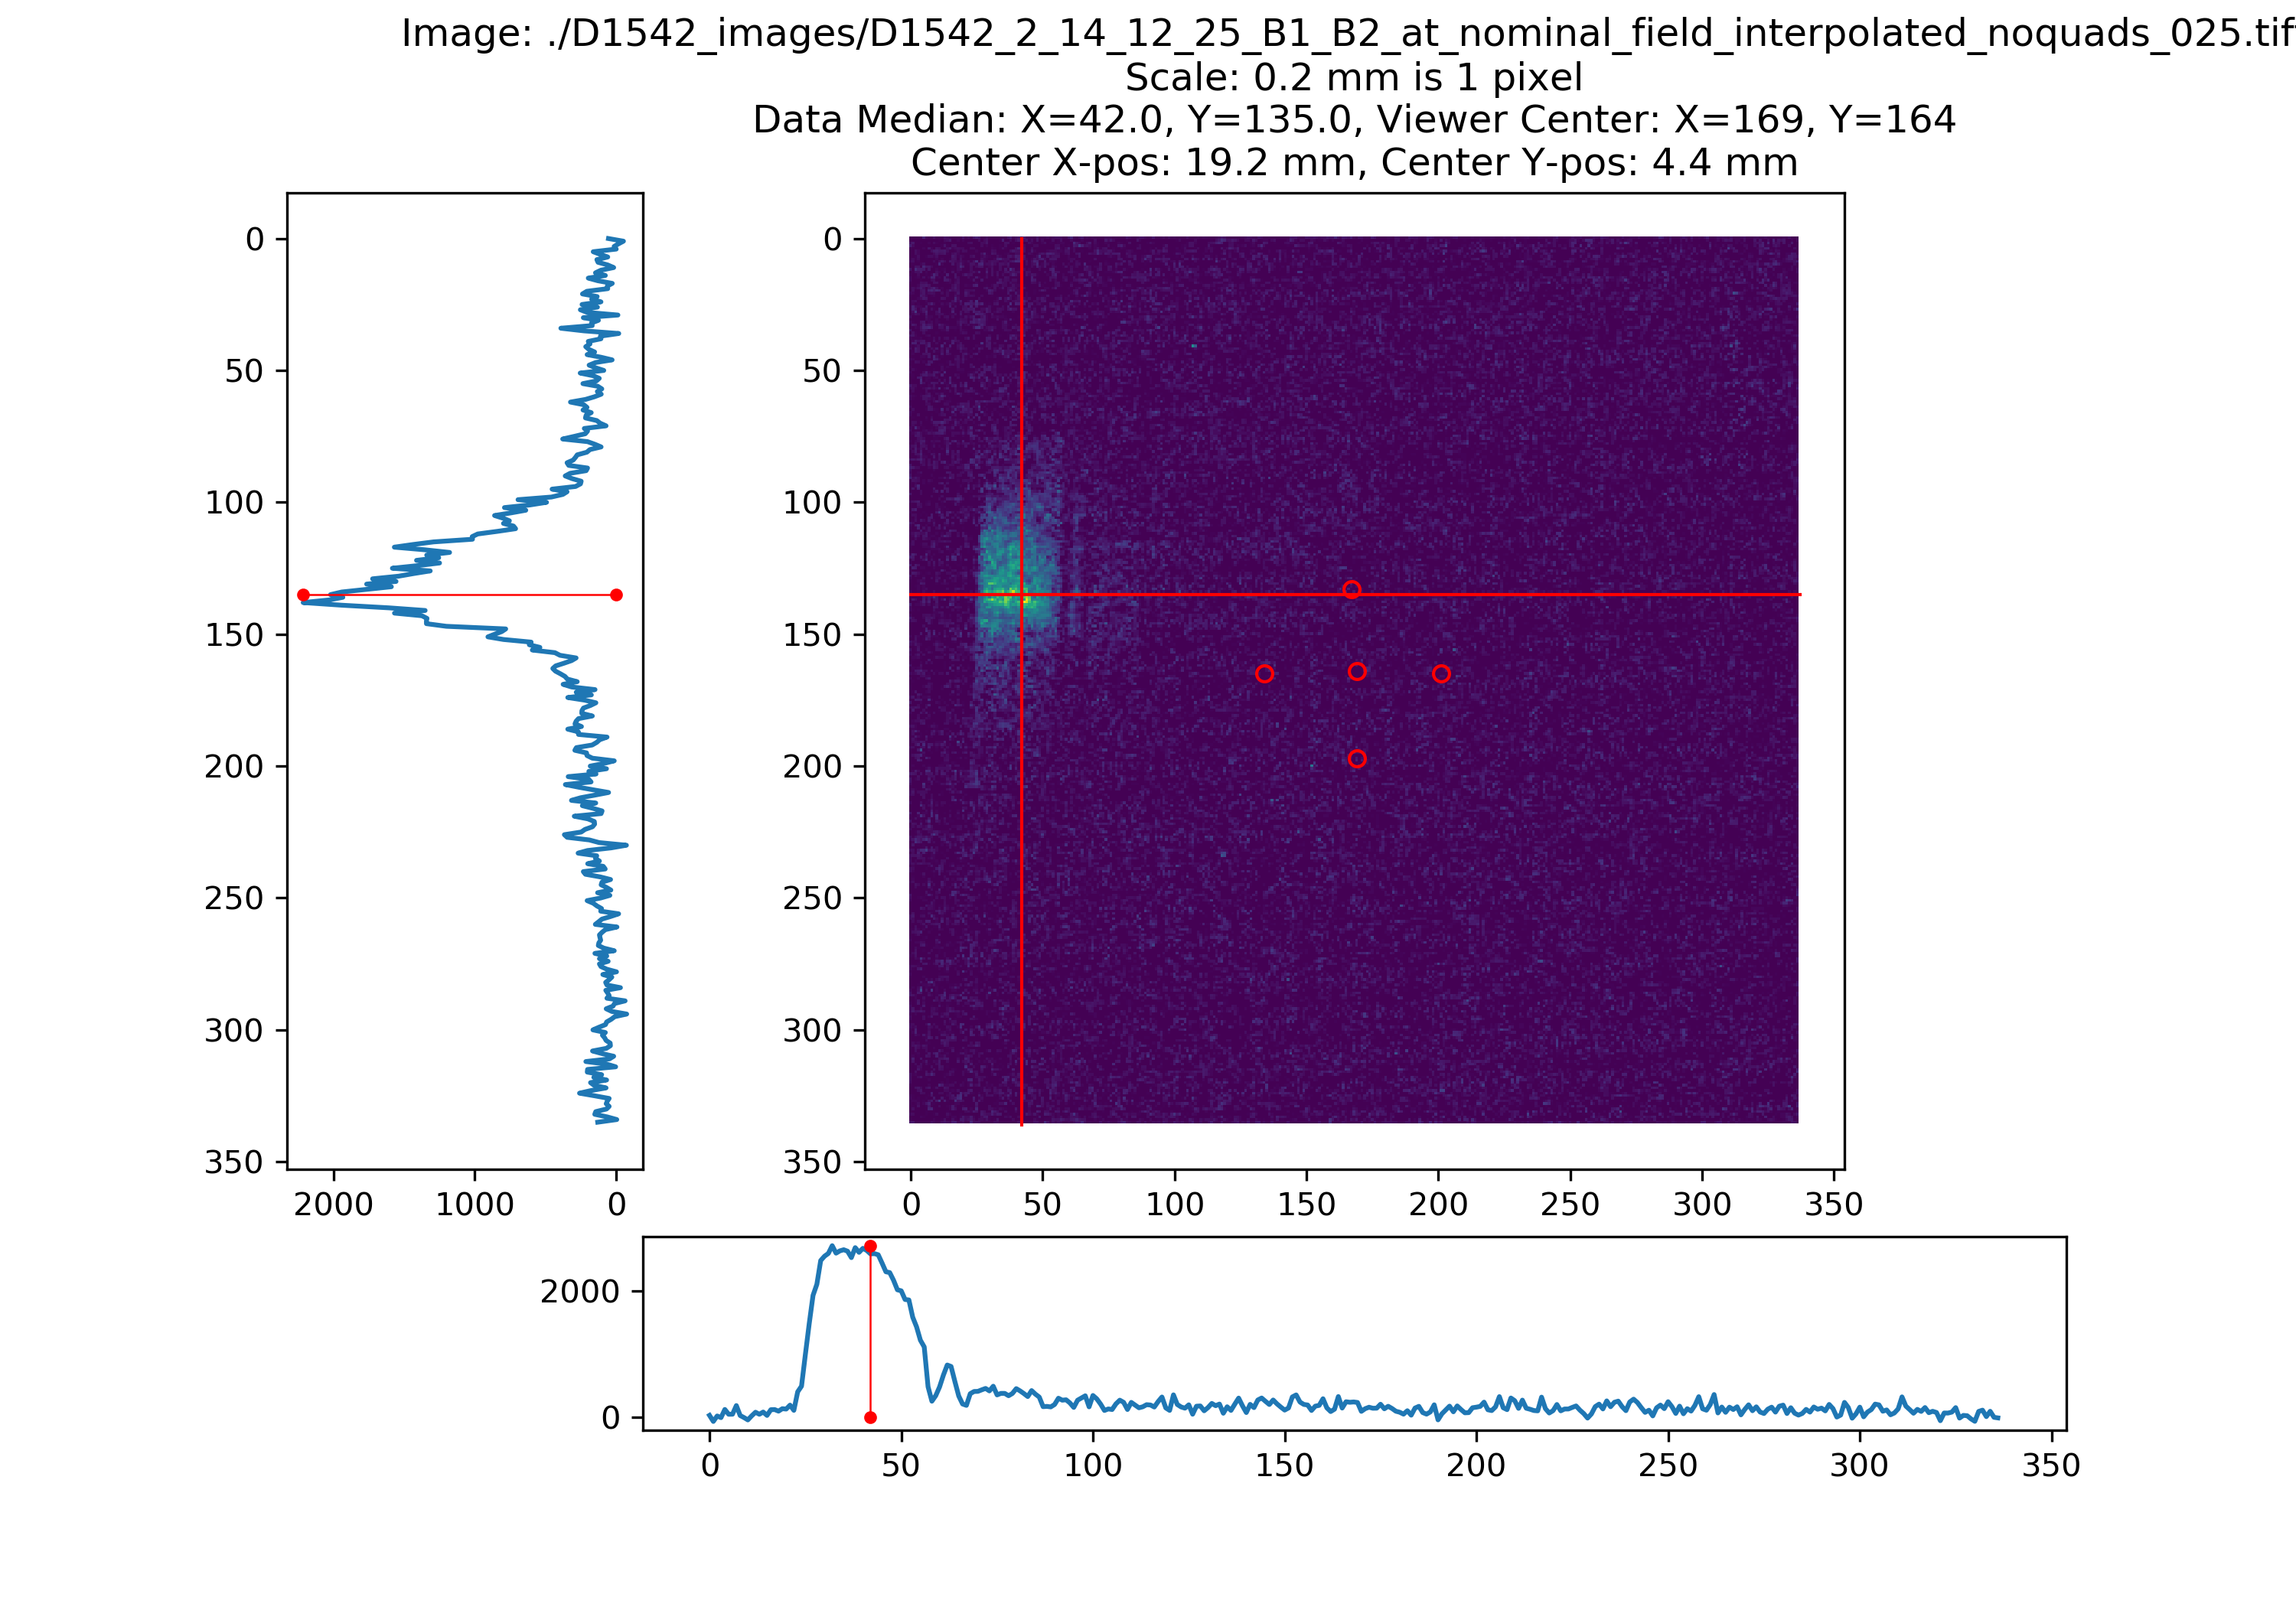 Image: ./D1542_images/D1542_2_14_12_25_B1_B2_at_nominal_field_interpolated_noquads_025.tiff
Scale: 0.2 mm is 1 pixel
Data Median: X=42.0, Y=135.0, Viewer Center: X=169, Y=164
Center X-pos: 19.2 mm, Center Y-pos: 4.4 mm
0
50
100
150
200
250
300
350
2000 1000 0
0
50
100
150
200
250
300
350
0 50 100 150 200 250 300 350
2000
0
0 50 100 150 200 250 300 350